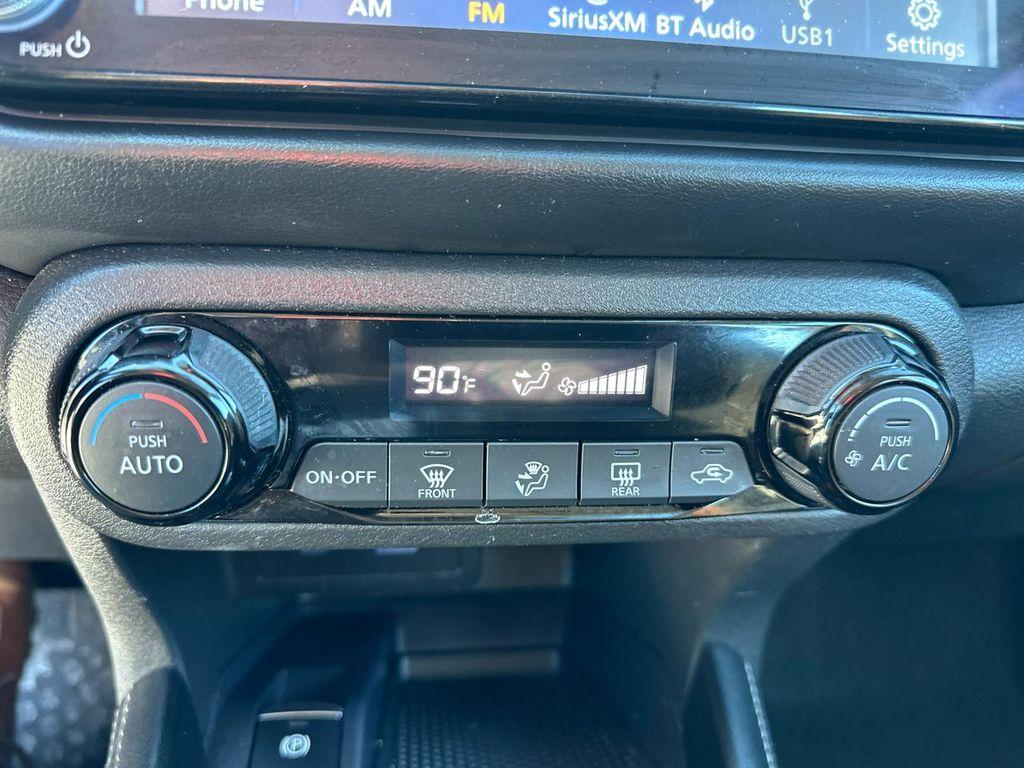 Phone AM FM SiriusXM BT Audio USB1 Settings
PUSH
90°F
PUSH
AUTO
PUSH
A/C
ON·OFF
FRONT
REAR
P